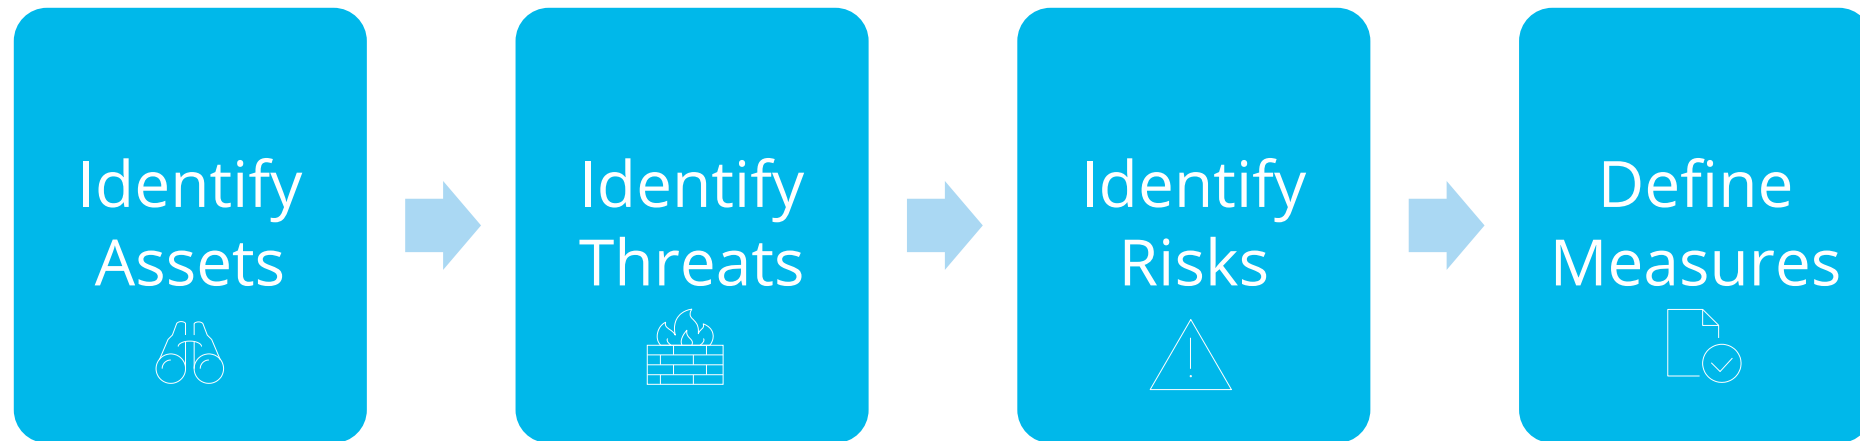 Identify
Assets
Identify
Threats
Identify
Risks
Define
Measures